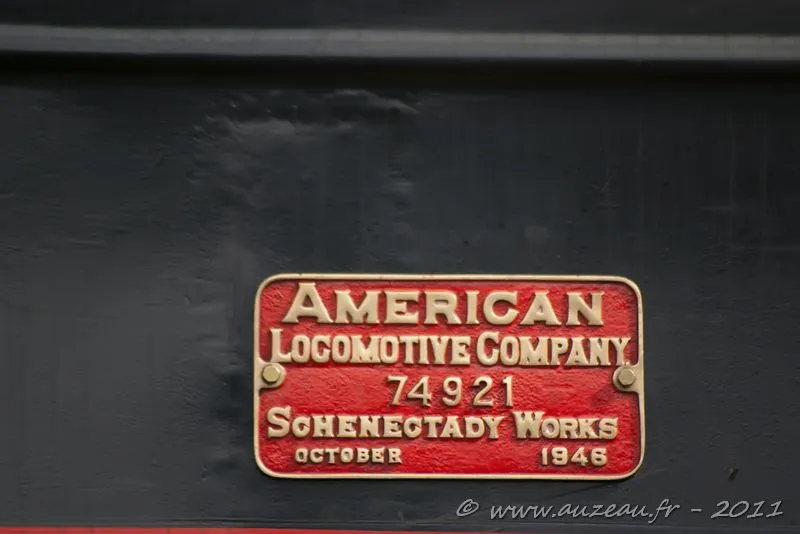 AMERICAN
LOCOMOTIVE COMPANY.
74921
SCHENECTADY WORKS
OCTOBER 1946
© www.auzeau.fr - 2011